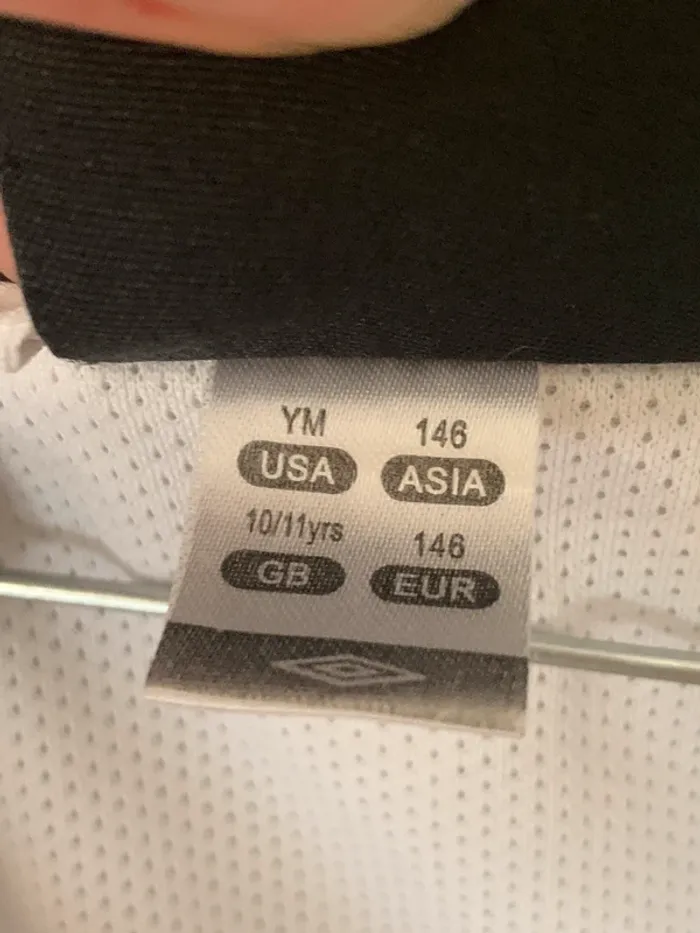 YM 146
USA ASIA
10/11yrs 146
GB EUR